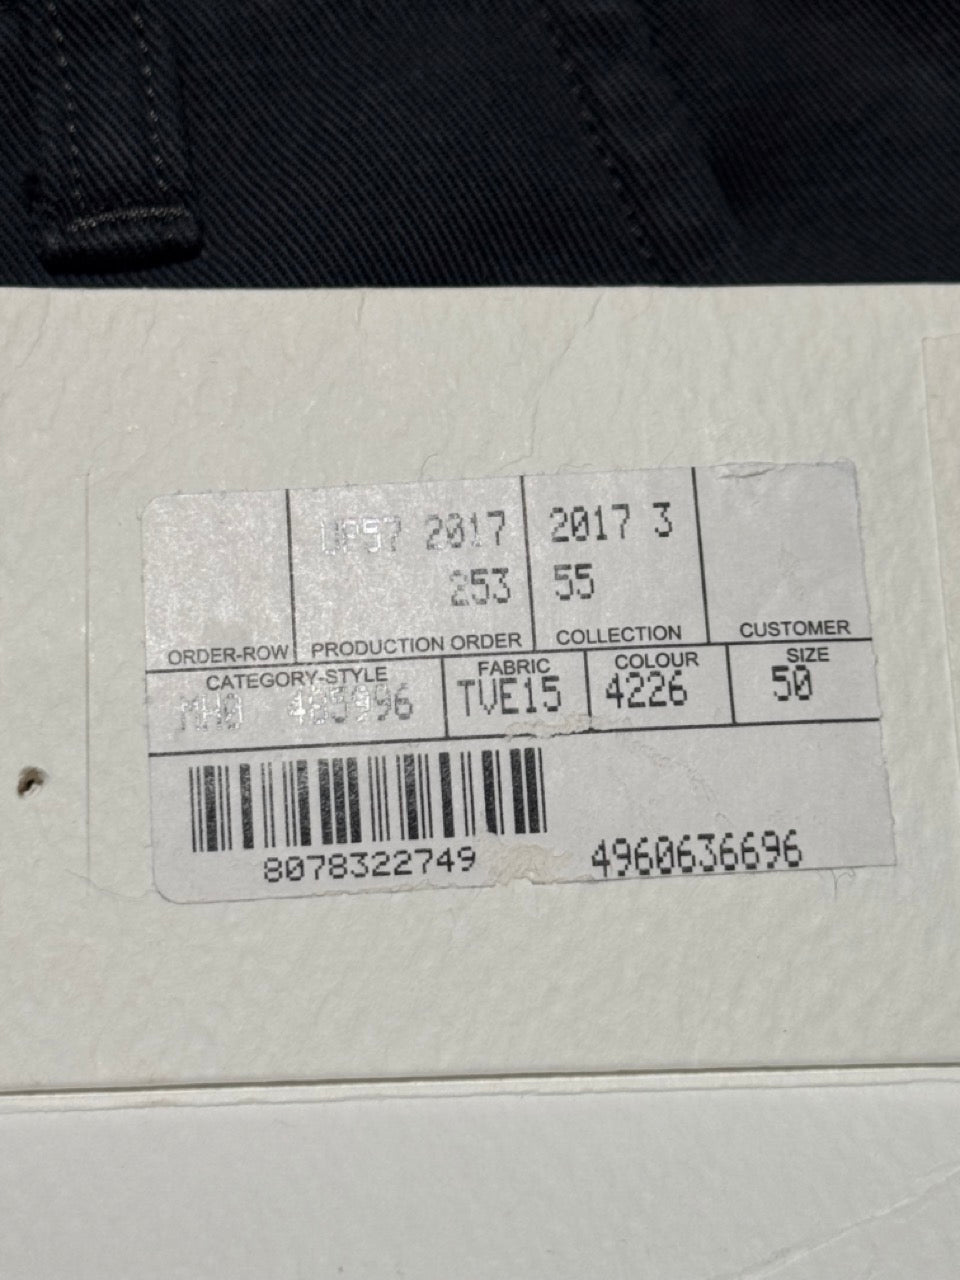 2017
2017 3
253
55
ORDER-ROW
PRODUCTION ORDER
COLLECTION
CUSTOMER
CATEGORY-STYLE
FABRIC
COLOUR
SIZE
TVE15
4226
50
8078322749
4960636696